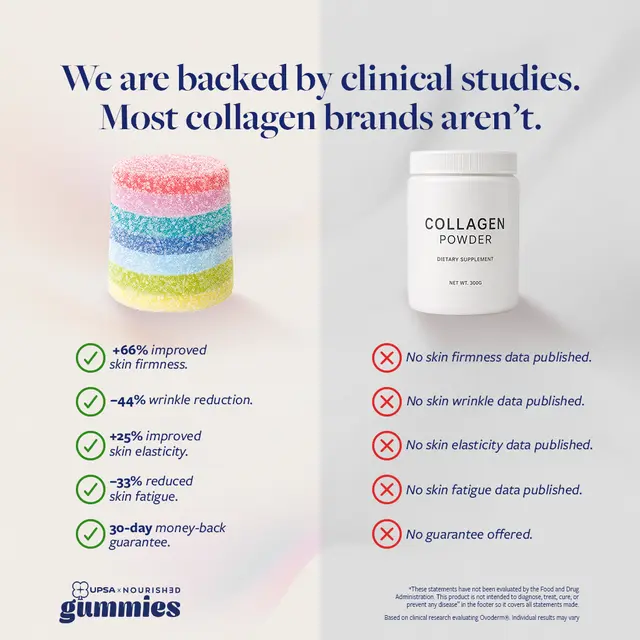 We are backed by clinical studies.
Most collagen brands aren't.
COLLAGEN
POWDER
DIETARY SUPPLEMENT
NET WT. 300G
+66% improved
skin firmness.
−44% wrinkle reduction.
+25% improved
skin elasticity.
−33% reduced
skin fatigue.
30-day money-back
guarantee.
No skin firmness data published.
No skin wrinkle data published.
No skin elasticity data published.
No skin fatigue data published.
No guarantee offered.
UPSA × NOURISH3D
gummies
*These statements have not been evaluated by the Food and Drug
Administration. This product is not intended to diagnose, treat, cure, or
prevent any disease" in the footer so it covers all statements made.
Based on clinical research evaluating Ovoderm®. Individual results may vary